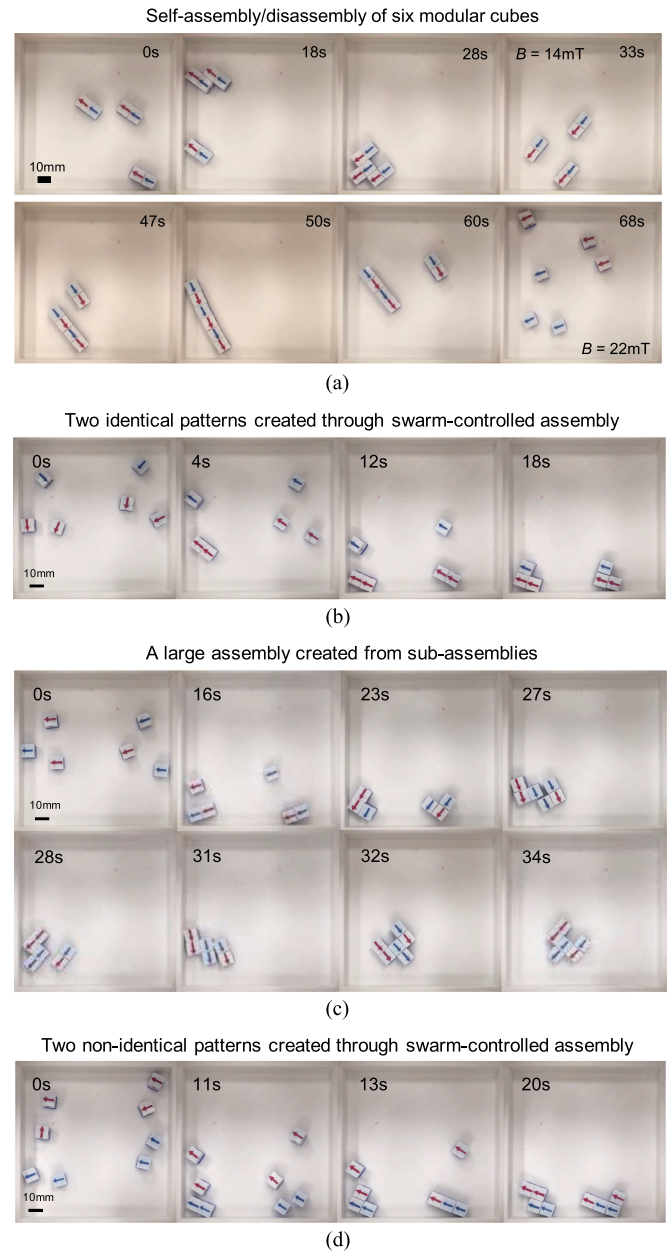 Self-assembly/disassembly of six modular cubes
0s
18s
28s
B = 14mT
33s
10mm
47s
50s
60s
68s
B = 22mT
(a)
Two identical patterns created through swarm-controlled assembly
0s
4s
12s
18s
10mm
(b)
A large assembly created from sub-assemblies
0s
16s
23s
27s
10mm
28s
31s
32s
34s
(c)
Two non-identical patterns created through swarm-controlled assembly
0s
11s
13s
20s
10mm
(d)